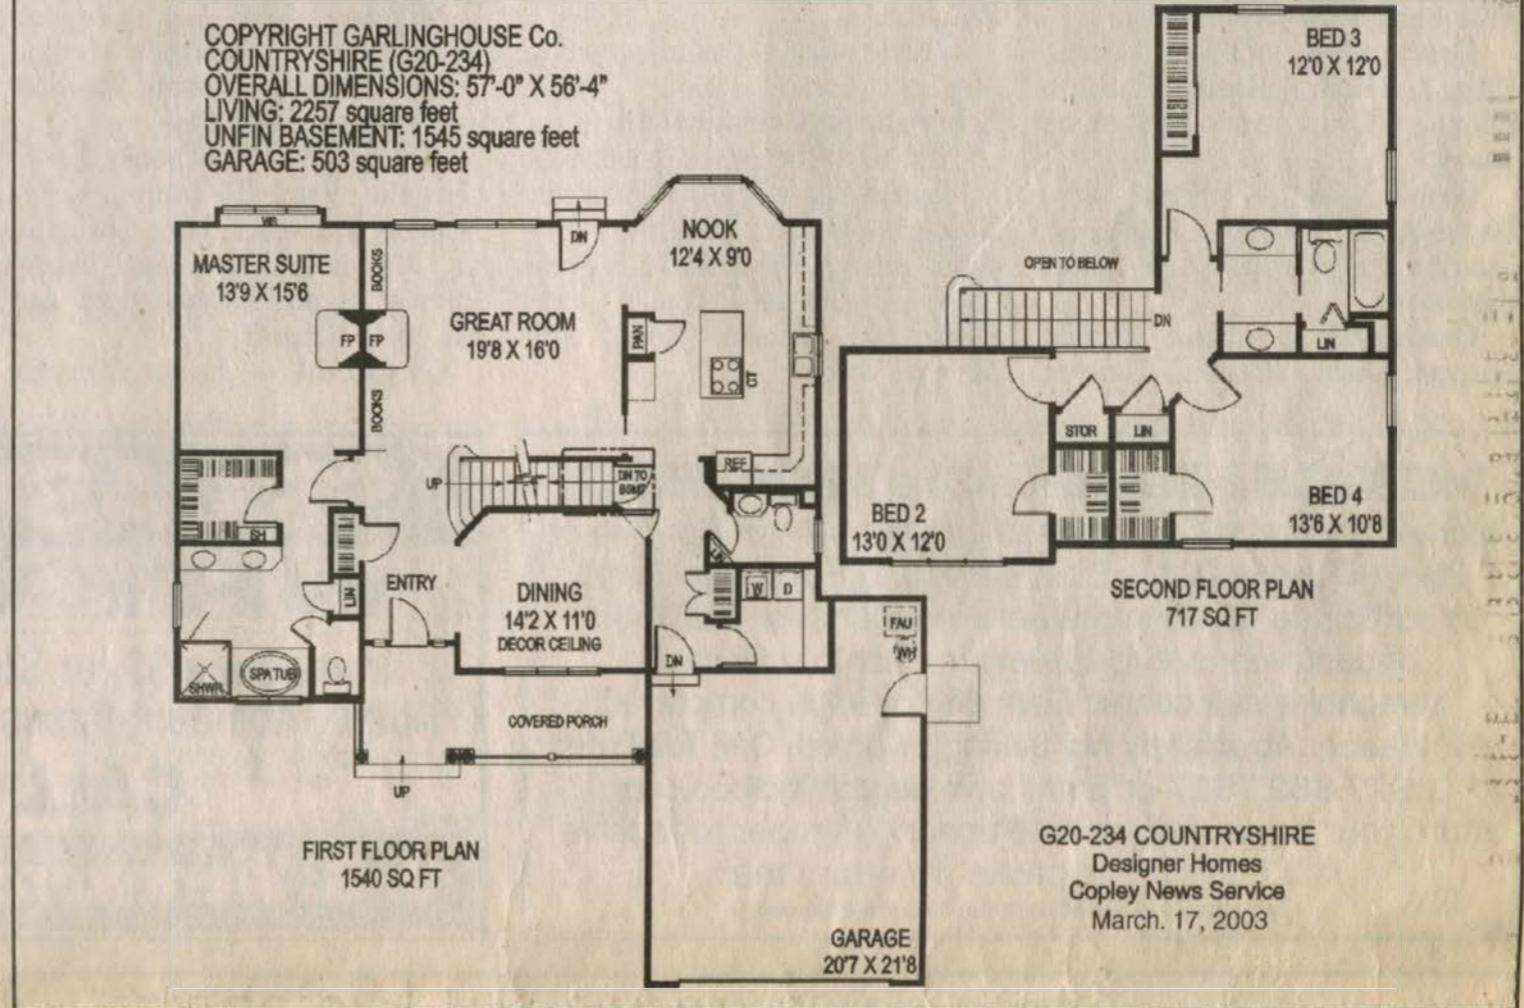 COPYRIGHT GARLINGHOUSE Co.
COUNTRYSHIRE (G20-234)
OVERALL DIMENSIONS: 57'-0" X 56'-4"
LIVING: 2257 square feet
UNFIN BASEMENT: 1545 square feet
GARAGE: 503 square feet
MASTER SUITE
13'9 X 15'6
BOOKS
FP
FP
BOOKS
GREAT ROOM
19'8 X 16'0
DN
NOOK
12'4 X 9'0
PAN
CT
REF
UP
DN TO
BSMT
SH
LIN
ENTRY
DINING
14'2 X 11'0
DECOR CEILING
W
D
DN
SHWR
SPA TUB
COVERED PORCH
UP
FAU
WH
GARAGE
20'7 X 21'8
FIRST FLOOR PLAN
1540 SQ FT
BED 3
12'0 X 12'0
OPEN TO BELOW
DN
LIN
STOR
LIN
BED 2
13'0 X 12'0
BED 4
13'6 X 10'8
SECOND FLOOR PLAN
717 SQ FT
G20-234 COUNTRYSHIRE
Designer Homes
Copley News Service
March. 17, 2003
CALL